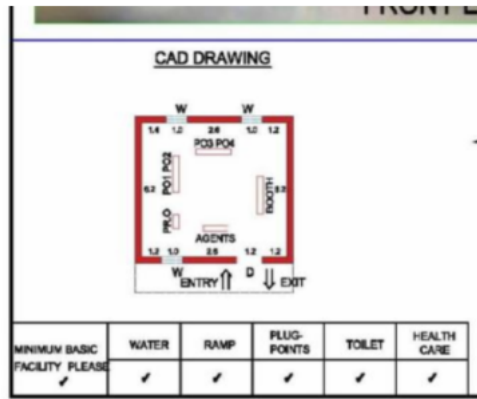 CAD DRAWING
W W
1.4 1.0 2.6 1.0 1.2
PO3 PO4
PO1 PO2
6.2
BOOTH
PRO
AGENTS
1.2 1.0 2.6 1.2 1.2
W D
ENTRY EXIT
MINIMUM BASIC FACILITY PLEASE ✓
WATER RAMP PLUG-POINTS TOILET HEALTH CARE
✓ ✓ ✓ ✓ ✓